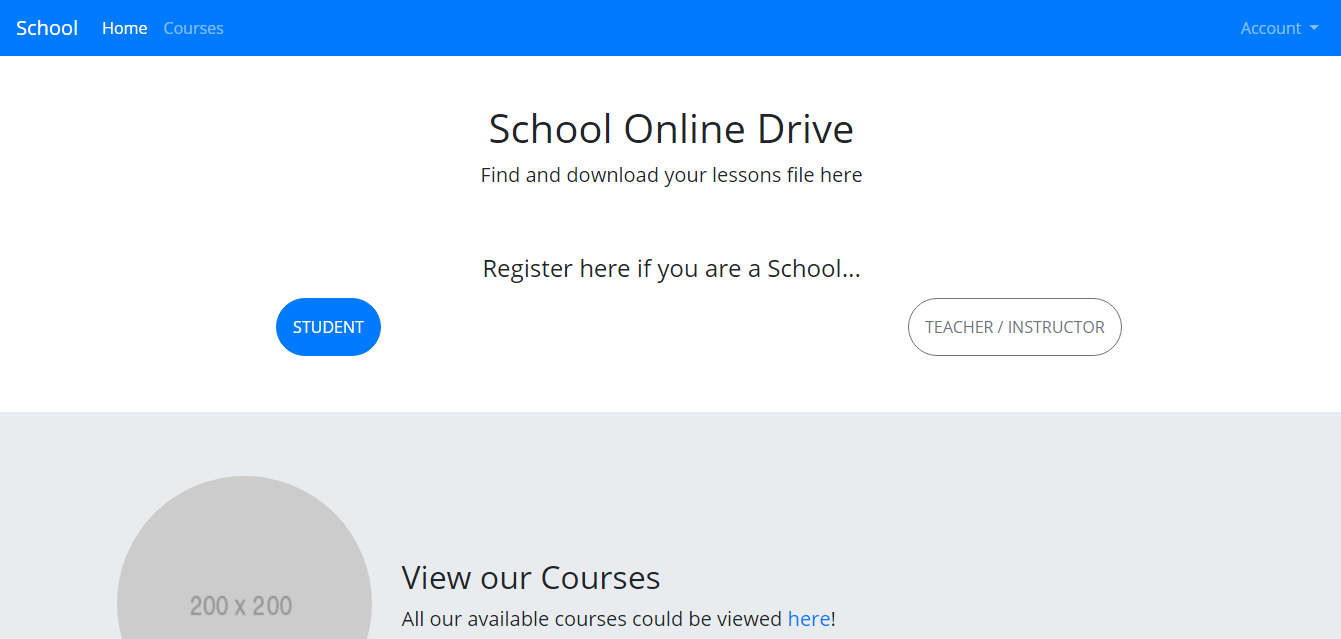 School Home Courses Account
School Online Drive
Find and download your lessons file here
Register here if you are a School...
STUDENT TEACHER / INSTRUCTOR
200 x 200
View our Courses
All our available courses could be viewed here!